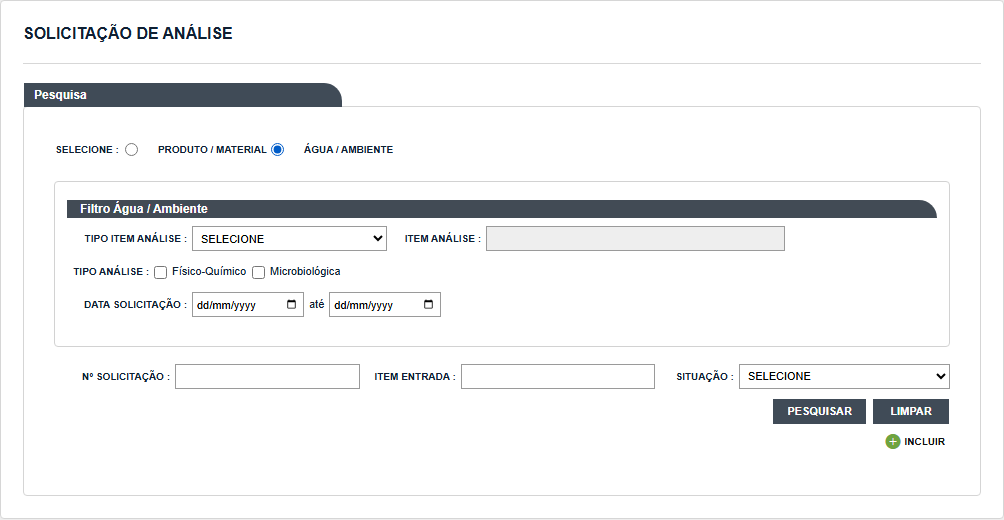 SOLICITAÇÃO DE ANÁLISE
Pesquisa
SELECIONE : PRODUTO / MATERIAL ÁGUA / AMBIENTE
Filtro Água / Ambiente
TIPO ITEM ANÁLISE : SELECIONE ITEM ANÁLISE :
TIPO ANÁLISE : Físico-Químico Microbiológica
DATA SOLICITAÇÃO : dd/mm/yyyy até dd/mm/yyyy
Nº SOLICITAÇÃO : ITEM ENTRADA : SITUAÇÃO : SELECIONE
PESQUISAR LIMPAR
INCLUIR